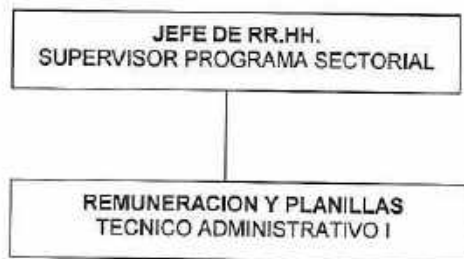 JEFE DE RR.HH.
SUPERVISOR PROGRAMA SECTORIAL
REMUNERACION Y PLANILLAS
TECNICO ADMINISTRATIVO I